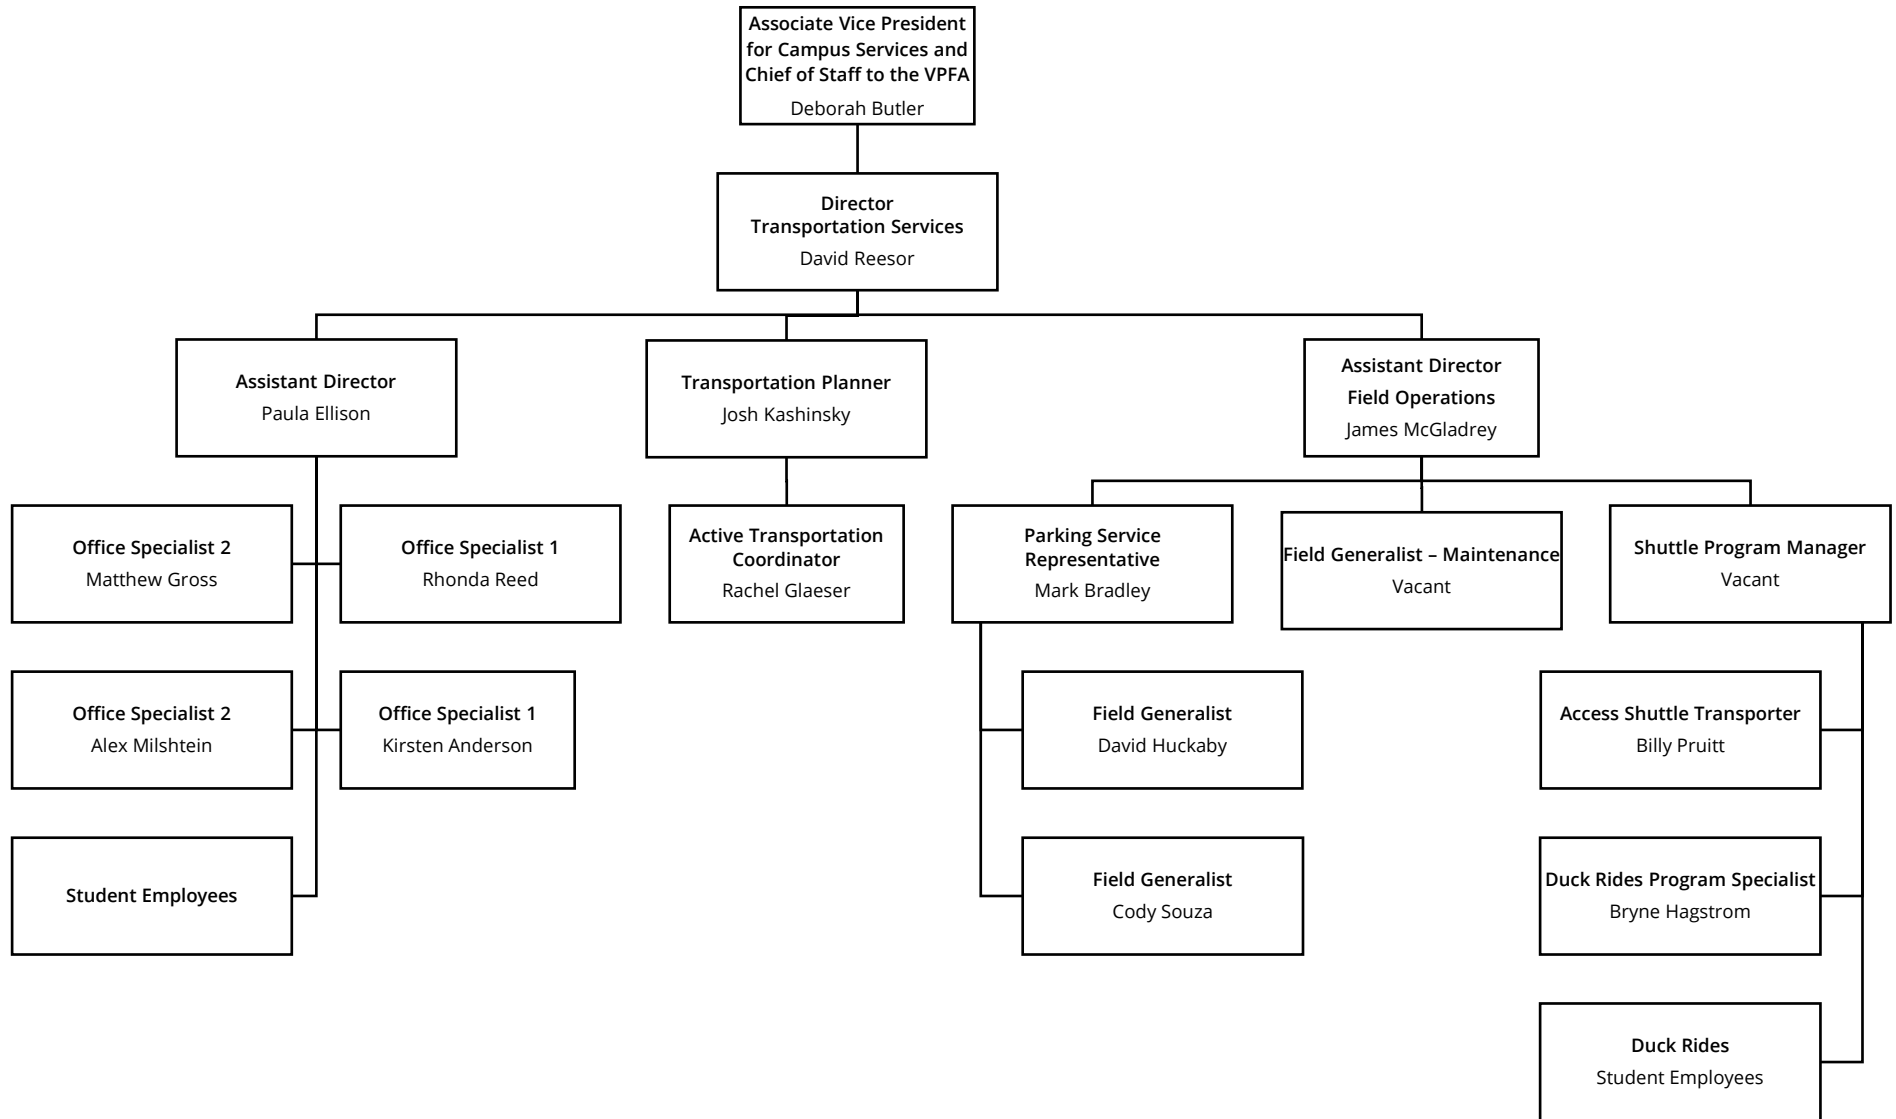 Associate Vice President
for Campus Services and
Chief of Staff to the VPFA
Deborah Butler
Director
Transportation Services
David Reesor
Assistant Director
Paula Ellison
Transportation Planner
Josh Kashinsky
Assistant Director
Field Operations
James McGladrey
Office Specialist 2
Matthew Gross
Office Specialist 1
Rhonda Reed
Active Transportation
Coordinator
Rachel Glaeser
Parking Service
Representative
Mark Bradley
Field Generalist – Maintenance
Vacant
Shuttle Program Manager
Vacant
Office Specialist 2
Alex Milshtein
Office Specialist 1
Kirsten Anderson
Field Generalist
David Huckaby
Access Shuttle Transporter
Billy Pruitt
Student Employees
Field Generalist
Cody Souza
Duck Rides Program Specialist
Bryne Hagstrom
Duck Rides
Student Employees